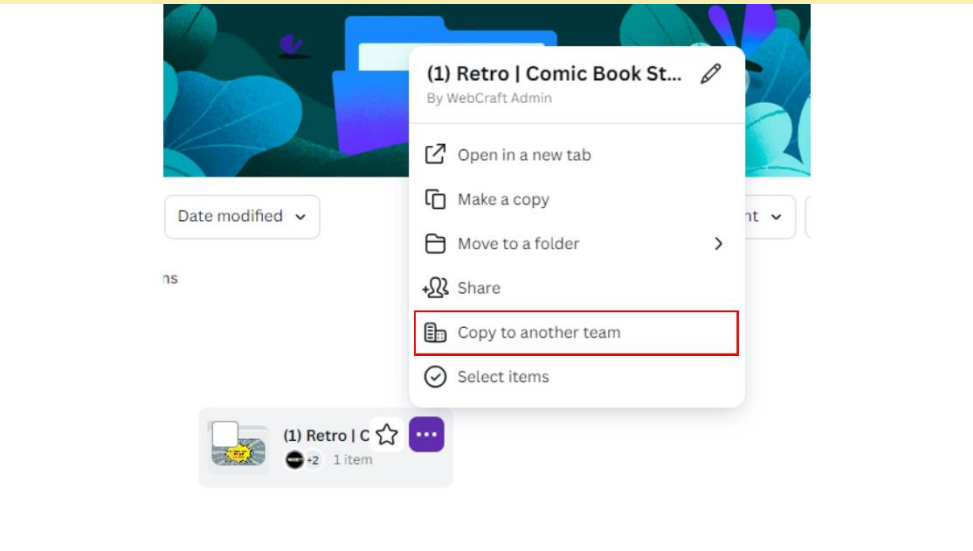 (1) Retro | Comic Book St...
By WebCraft Admin
Open in a new tab
Make a copy
Date modified
nt
Move to a folder
ns
Share
Copy to another team
Select items
(1) Retro | C
+2 1 item